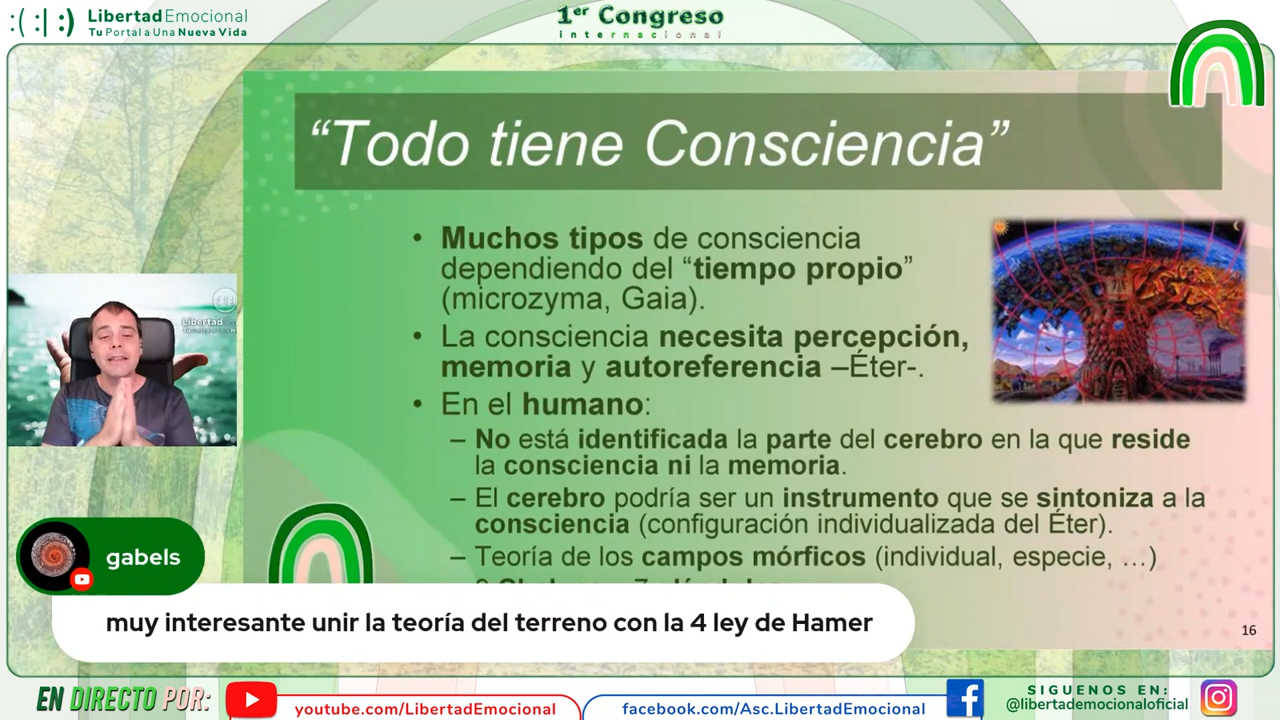 :( :| :) LibertadEmocional
Tu Portal a Una Nueva Vida
1er Congreso
internacional
“Todo tiene Consciencia”
• Muchos tipos de consciencia
dependiendo del “tiempo propio”
(microzyma, Gaia).
• La consciencia necesita percepción,
memoria y autoreferencia –Éter-.
• En el humano:
– No está identificada la parte del cerebro en la que reside
la consciencia ni la memoria.
– El cerebro podría ser un instrumento que se sintoniza a la
consciencia (configuración individualizada del Éter).
– Teoría de los campos mórficos (individual, especie, …)
Libertad
gabels
muy interesante unir la teoría del terreno con la 4 ley de Hamer
16
EN DIRECTO POR:
youtube.com/LibertadEmocional
facebook.com/Asc.LibertadEmocional
SIGUENOS EN:
@libertademocionaloficial